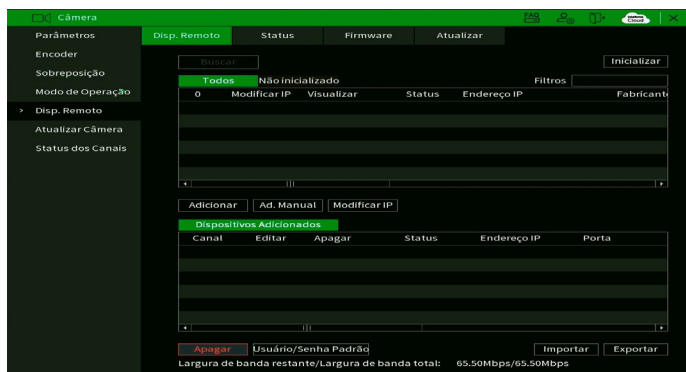 Câmera FAQ
Parâmetros Disp. Remoto Status Firmware Atualizar
Encoder Buscar Inicializar
Sobreposição Todos Não inicializado Filtros
Modo de Operação 0 Modificar IP Visualizar Status Endereço IP Fabricant
> Disp. Remoto
Atualizar Câmera
Status dos Canais
Adicionar Ad. Manual Modificar IP
Dispositivos Adicionados
Canal Editar Apagar Status Endereço IP Porta
Apagar Usuário/Senha Padrão Importar Exportar
Largura de banda restante/Largura de banda total: 65.50Mbps/65.50Mbps